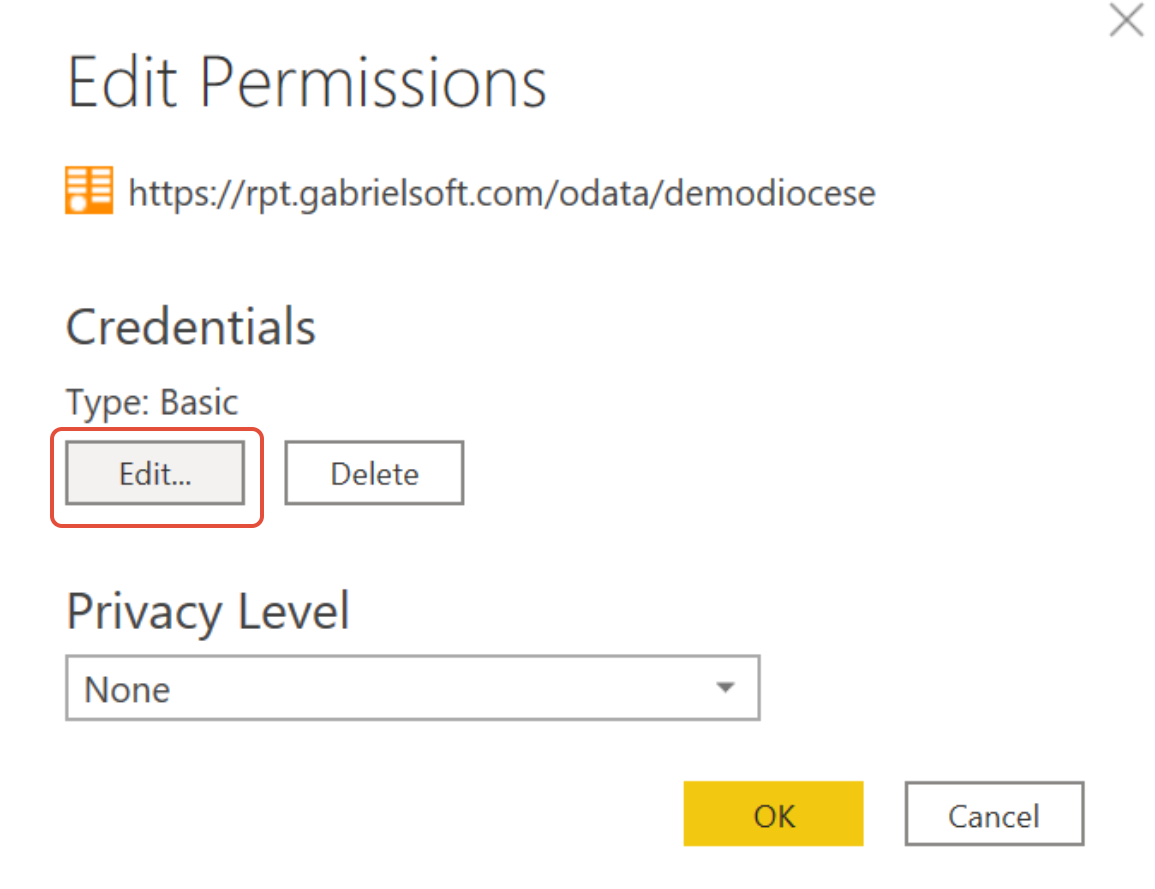 Edit Permissions
https://rpt.gabrielsoft.com/odata/demodiocese
Credentials
Type: Basic
Edit...
Delete
Privacy Level
None
OK
Cancel